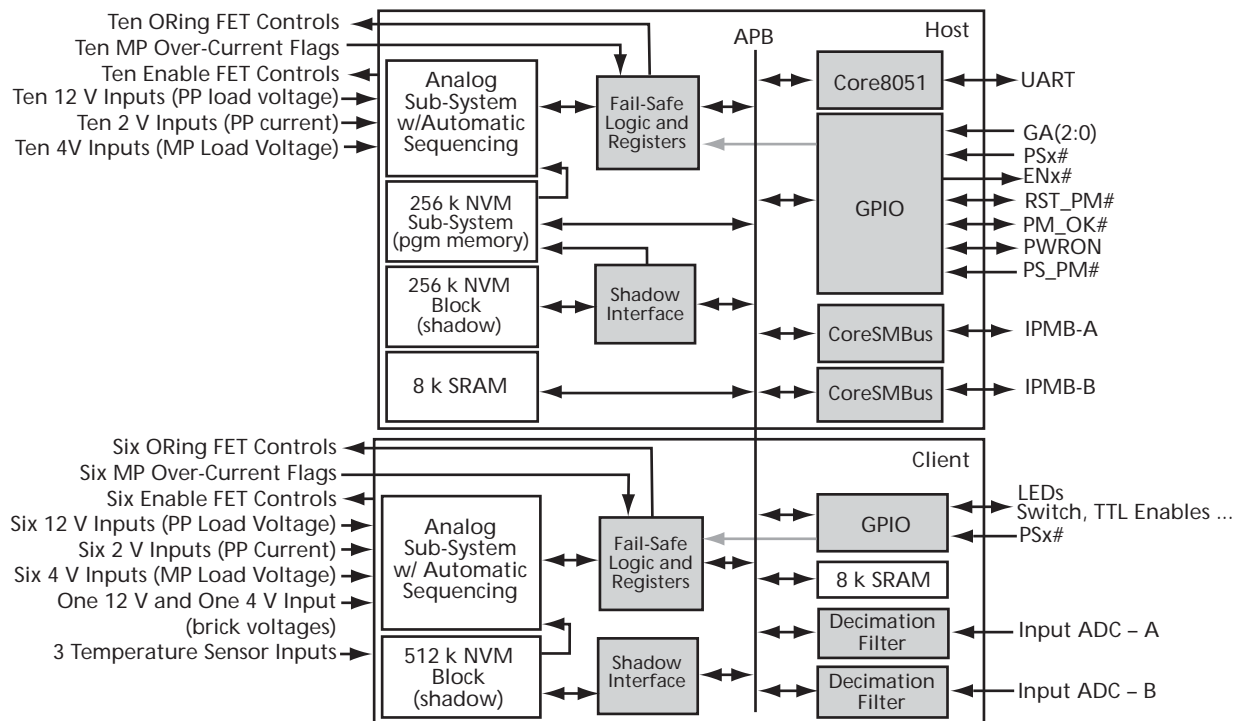 Ten ORing FET Controls
Ten MP Over-Current Flags
Ten Enable FET Controls
Ten 12 V Inputs (PP load voltage)
Ten 2 V Inputs (PP current)
Ten 4V Inputs (MP Load Voltage)
Analog
Sub-System
w/Automatic
Sequencing
256 k NVM
Sub-System
(pgm memory)
256 k NVM
Block
(shadow)
8 k SRAM
Fail-Safe
Logic and
Registers
Shadow
Interface
APB
Host
Core8051
GPIO
CoreSMBus
CoreSMBus
UART
GA(2:0)
PSx#
ENx#
RST_PM#
PM_OK#
PWRON
PS_PM#
IPMB-A
IPMB-B
Six ORing FET Controls
Six MP Over-Current Flags
Six Enable FET Controls
Six 12 V Inputs (PP Load Voltage)
Six 2 V Inputs (PP Current)
Six 4 V Inputs (MP Load Voltage)
One 12 V and One 4 V Input
(brick voltages)
3 Temperature Sensor Inputs
Analog
Sub-System
w/ Automatic
Sequencing
512 k NVM
Block
(shadow)
Fail-Safe
Logic and
Registers
Shadow
Interface
Client
GPIO
8 k SRAM
Decimation
Filter
Decimation
Filter
LEDs
Switch, TTL Enables ...
PSx#
Input ADC – A
Input ADC – B